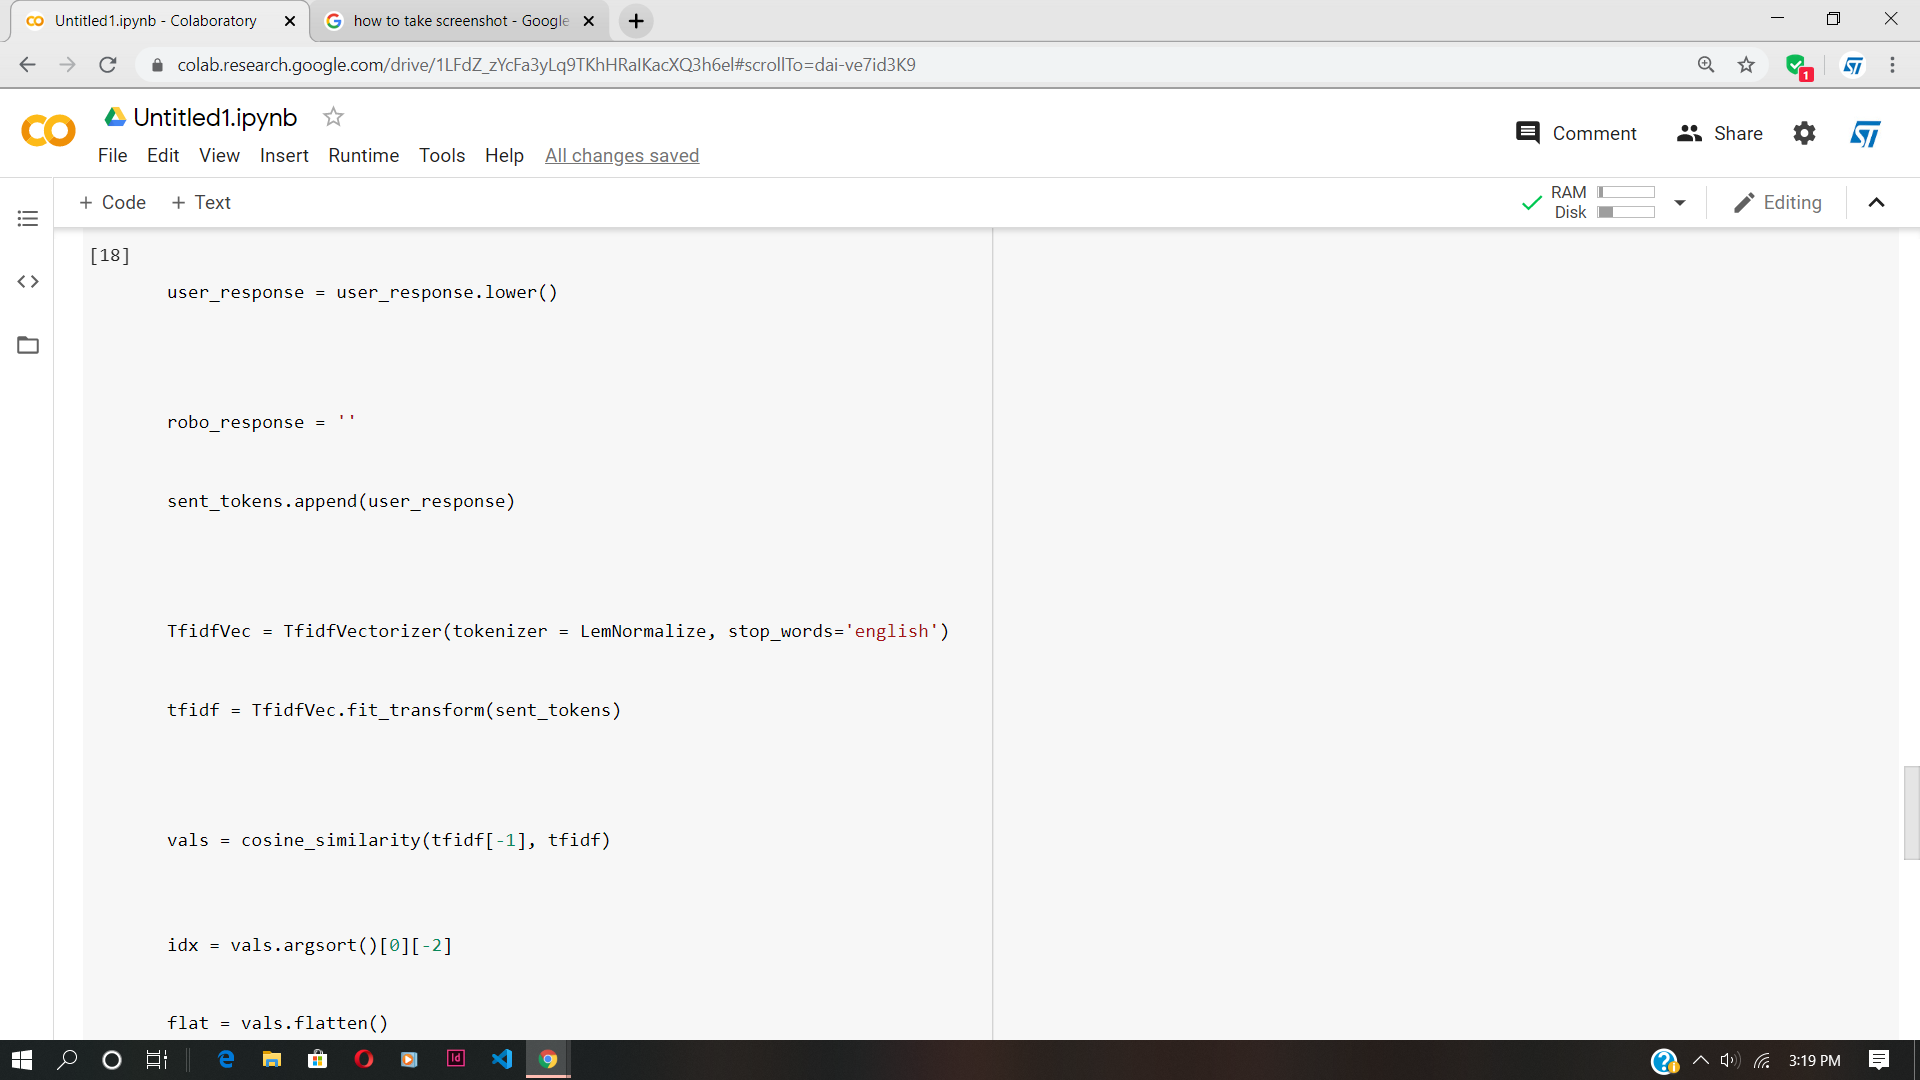 Untitled1.ipynb - Colaboratory
how to take screenshot - Google
colab.research.google.com/drive/1LFdZ_zYcFa3yLq9TKhHRaIKacXQ3h6el#scrollTo=dai-ve7id3K9
1
Untitled1.ipynb
Comment
Share
File Edit View Insert Runtime Tools Help All changes saved
+ Code + Text
RAM
Disk
Editing
[18]
user_response = user_response.lower()
robo_response = ''
sent_tokens.append(user_response)
TfidfVec = TfidfVectorizer(tokenizer = LemNormalize, stop_words='english')
tfidf = TfidfVec.fit_transform(sent_tokens)
vals = cosine_similarity(tfidf[-1], tfidf)
idx = vals.argsort()[0][-2]
flat = vals.flatten()
Id
3:19 PM